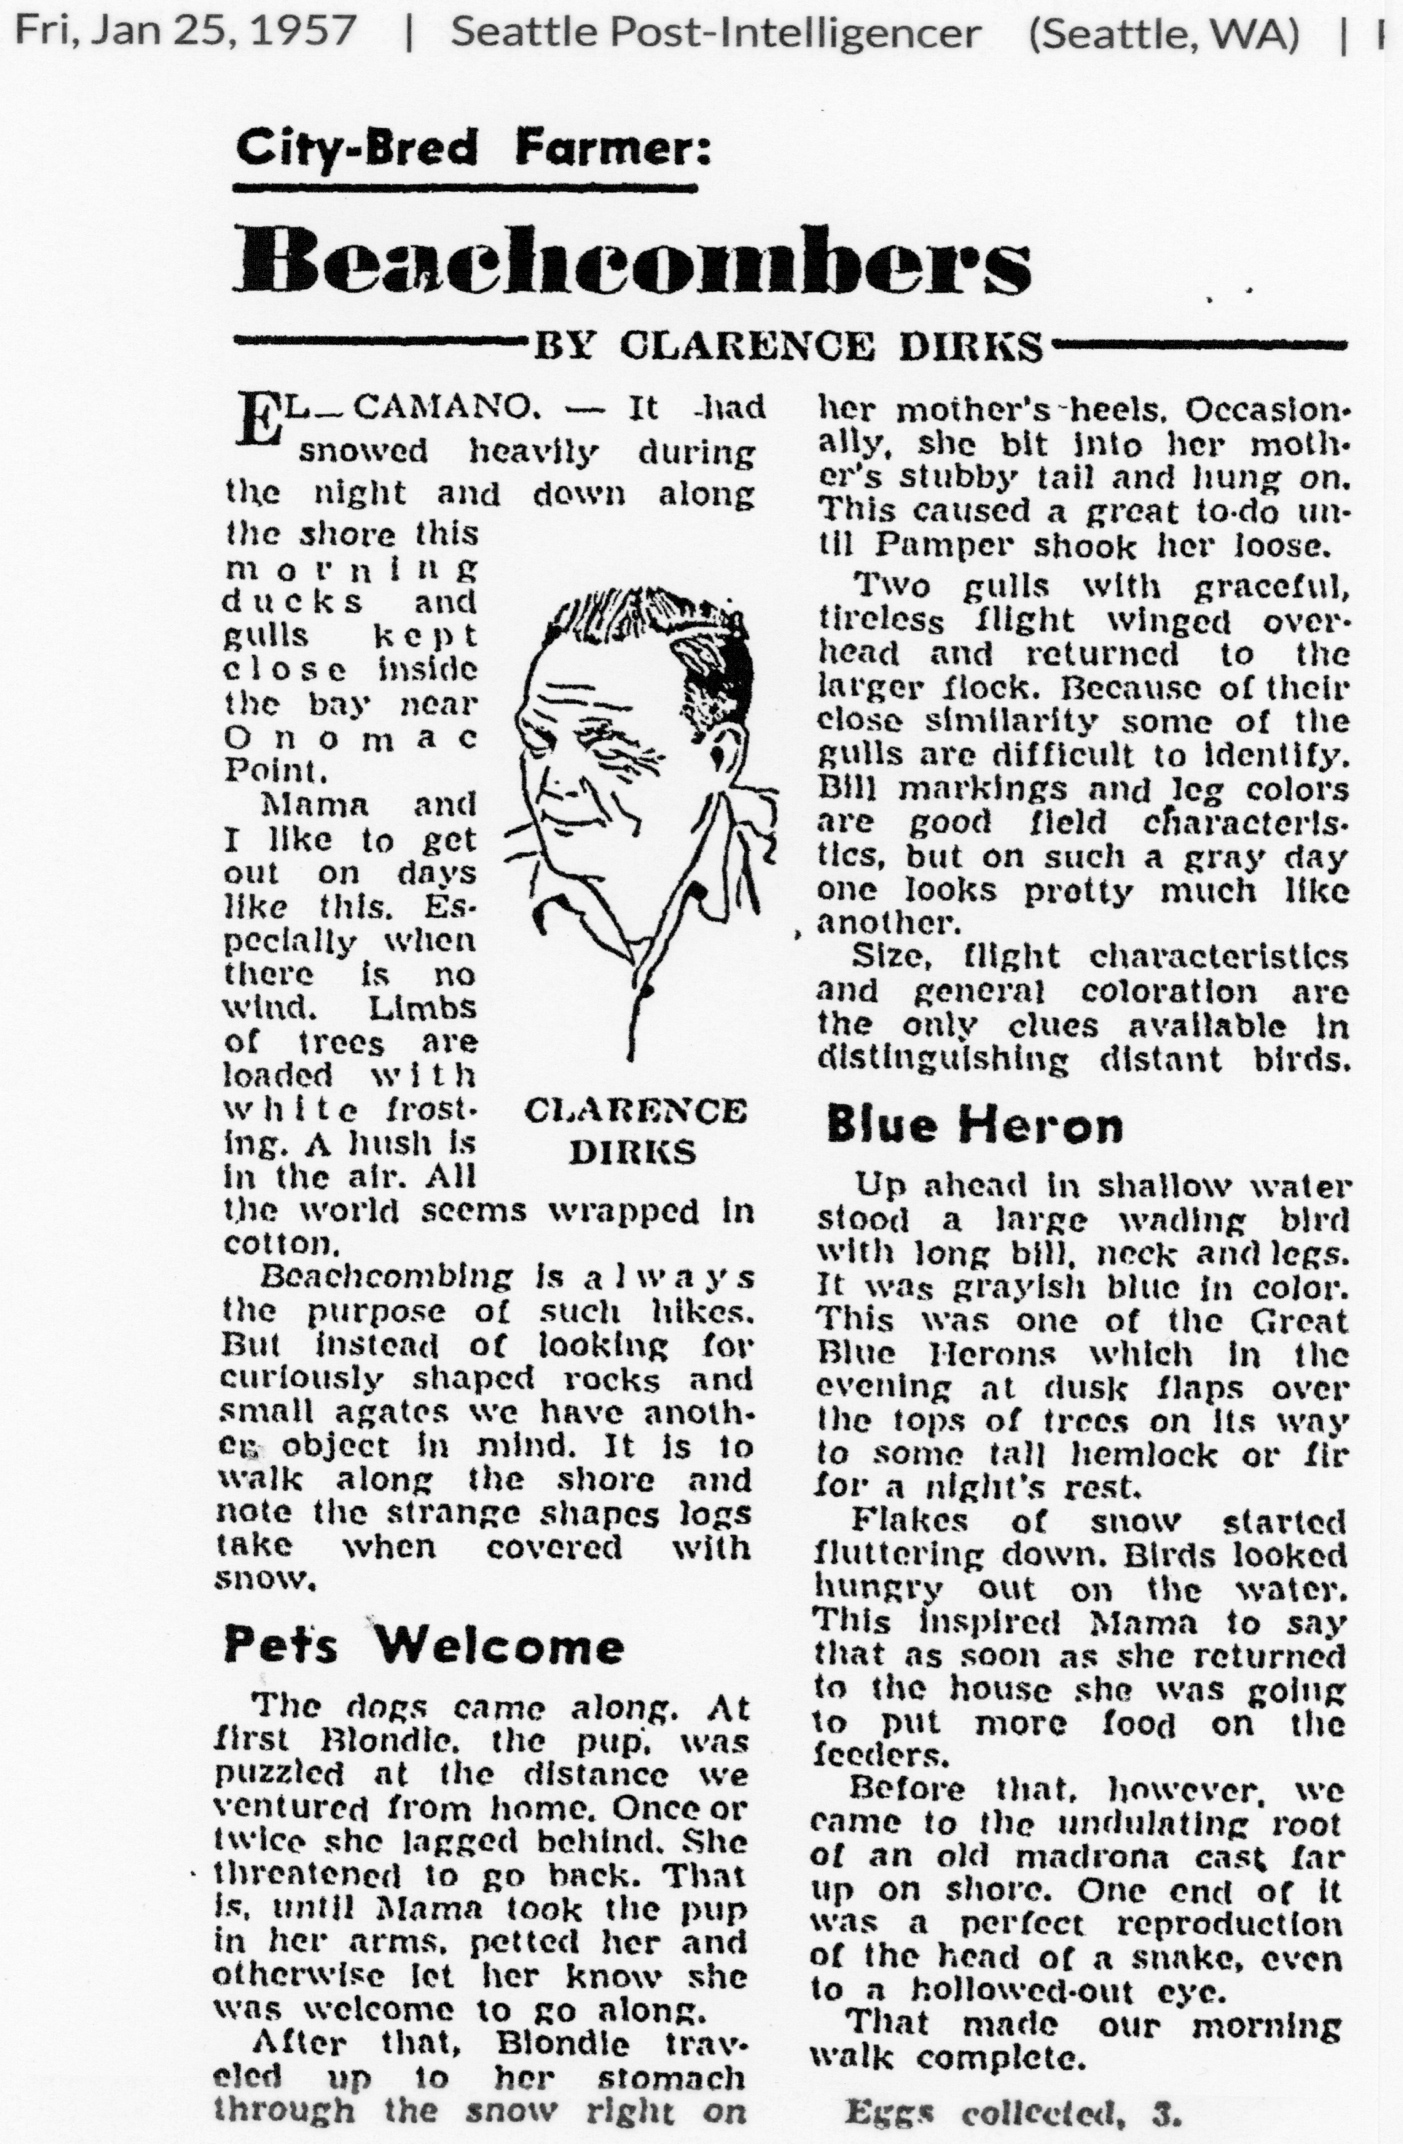 Fri, Jan 25, 1957 | Seattle Post-Intelligencer (Seattle, WA) |
City-Bred Farmer:
Beachcombers
BY CLARENCE DIRKS
EL CAMANO. — It had
snowed heavily during
the night and down along
the shore this
morning
ducks and
gulls kept
close inside
the bay near
Onomac
Point.
Mama and
I like to get
out on days
like this. Es-
pecially when
there is no
wind. Limbs
of trees are
loaded with
white frost-
ing. A hush is
in the air. All
the world seems wrapped in
cotton.
Beachcombing is always
the purpose of such hikes.
But instead of looking for
curiously shaped rocks and
small agates we have anoth-
er object in mind. It is to
walk along the shore and
note the strange shapes logs
take when covered with
snow.
CLARENCE
DIRKS
Pets Welcome
The dogs came along. At
first Blondie, the pup, was
puzzled at the distance we
ventured from home. Once or
twice she lagged behind. She
threatened to go back. That
is, until Mama took the pup
in her arms, petted her and
otherwise let her know she
was welcome to go along.
After that, Blondie trav-
eled up to her stomach
through the snow right on
her mother's heels. Occasion-
ally, she bit into her moth-
er's stubby tail and hung on.
This caused a great to-do un-
til Pamper shook her loose.
Two gulls with graceful,
tireless flight winged over-
head and returned to the
larger flock. Because of their
close similarity some of the
gulls are difficult to identify.
Bill markings and leg colors
are good field characteris-
tics, but on such a gray day
one looks pretty much like
another.
Size, flight characteristics
and general coloration are
the only clues available in
distinguishing distant birds.
Blue Heron
Up ahead in shallow water
stood a large wading bird
with long bill, neck and legs.
It was grayish blue in color.
This was one of the Great
Blue Herons which in the
evening at dusk flaps over
the tops of trees on its way
to some tall hemlock or fir
for a night's rest.
Flakes of snow started
fluttering down. Birds looked
hungry out on the water.
This inspired Mama to say
that as soon as she returned
to the house she was going
to put more food on the
feeders.
Before that, however, we
came to the undulating root
of an old madrona cast far
up on shore. One end of it
was a perfect reproduction
of the head of a snake, even
to a hollowed-out eye.
That made our morning
walk complete.
Eggs collected, 3.